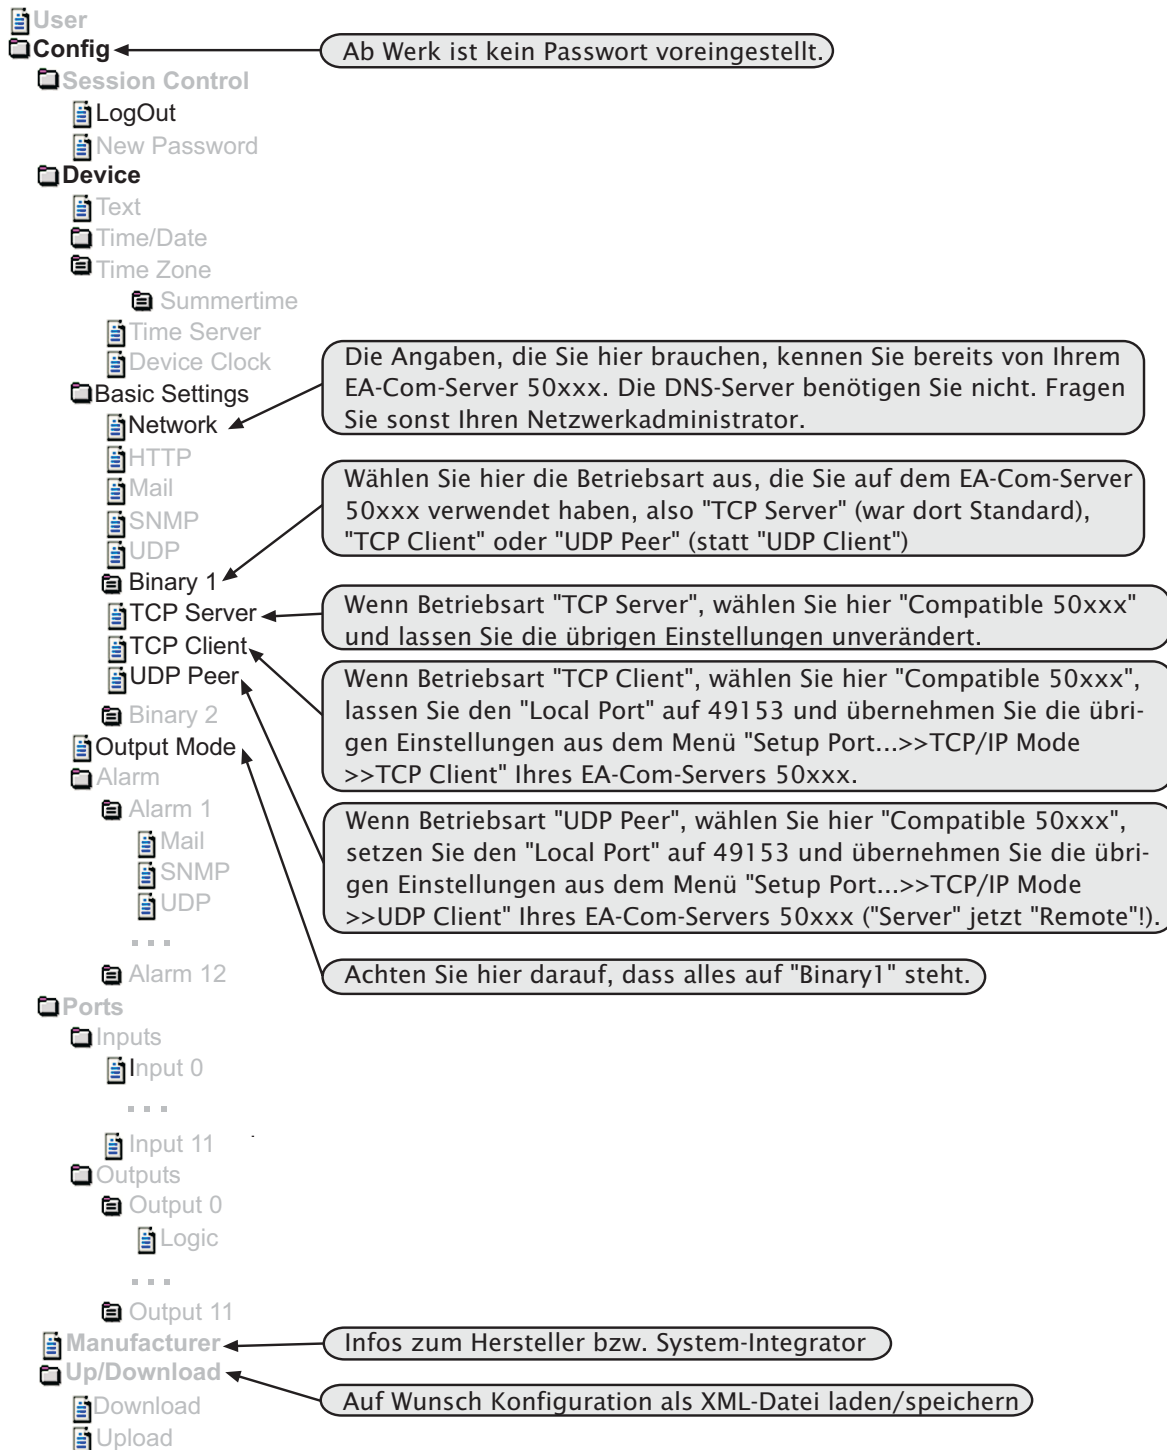 User
Config
Ab Werk ist kein Passwort voreingestellt.
Session Control
LogOut
New Password
Device
Text
Time/Date
Time Zone
Summertime
Time Server
Device Clock
Die Angaben, die Sie hier brauchen, kennen Sie bereits von Ihrem
EA-Com-Server 50xxx. Die DNS-Server benötigen Sie nicht. Fragen
Sie sonst Ihren Netzwerkadministrator.
Basic Settings
Network
HTTP
Mail
SNMP
UDP
Wählen Sie hier die Betriebsart aus, die Sie auf dem EA-Com-Server
50xxx verwendet haben, also "TCP Server" (war dort Standard),
"TCP Client" oder "UDP Peer" (statt "UDP Client")
Binary 1
TCP Server
Wenn Betriebsart "TCP Server", wählen Sie hier "Compatible 50xxx"
und lassen Sie die übrigen Einstellungen unverändert.
TCP Client
Wenn Betriebsart "TCP Client", wählen Sie hier "Compatible 50xxx",
lassen Sie den "Local Port" auf 49153 und übernehmen Sie die übri-
gen Einstellungen aus dem Menü "Setup Port...>>TCP/IP Mode
>>TCP Client" Ihres EA-Com-Servers 50xxx.
UDP Peer
Wenn Betriebsart "UDP Peer", wählen Sie hier "Compatible 50xxx",
setzen Sie den "Local Port" auf 49153 und übernehmen Sie die übri-
gen Einstellungen aus dem Menü "Setup Port...>>TCP/IP Mode
>>UDP Client" Ihres EA-Com-Servers 50xxx ("Server" jetzt "Remote"!).
Binary 2
Output Mode
Achten Sie hier darauf, dass alles auf "Binary1" steht.
Alarm
Alarm 1
Mail
SNMP
UDP
...
Alarm 12
Ports
Inputs
Input 0
...
Input 11
Outputs
Output 0
Logic
...
Output 11
Manufacturer
Infos zum Hersteller bzw. System-Integrator
Up/Download
Auf Wunsch Konfiguration als XML-Datei laden/speichern
Download
Upload